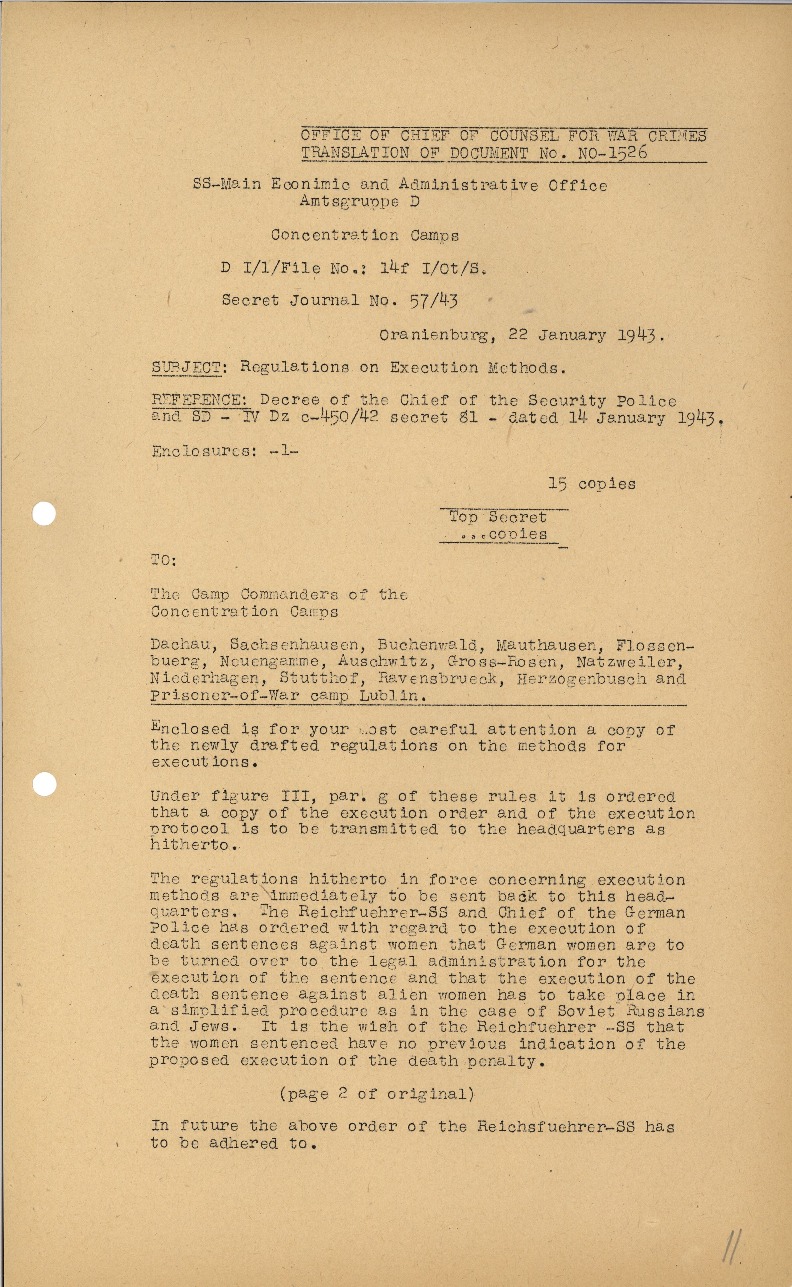 OFFICE OF CHIEF OF COUNSEL FOR WAR CRIMES
TRANSLATION OF DOCUMENT No. NO-1526
SS-Main Econimic and Administrative Office
Amtsgruppe D
Concentration Camps
D I/1/File No.: 14f I/Ot/S.
Secret Journal No. 57/43
Oranienburg, 22 January 1943.
SUBJECT: Regulations on Execution Methods.
REFERENCE: Decree of the Chief of the Security Police
and SD - IV Dz c-450/42 secret 81 - dated 14 January 1943.
Enclosures: -1-
15 copies
Top Secret
...copies
TO:
The Camp Commanders of the
Concentration Camps
Dachau, Sachsenhausen, Buchenwald, Mauthausen, Flossen-
buerg, Neuengamme, Auschwitz, Gross-Rosen, Natzweiler,
Niederhagen, Stutthof, Ravensbrueck, Herzogenbusch and
Prisoner-of-War camp Lublin.
Enclosed is for your most careful attention a copy of
the newly drafted regulations on the methods for
executions.
Under figure III, par. g of these rules it is ordered
that a copy of the execution order and of the execution
protocol is to be transmitted to the headquarters as
hitherto.
The regulations hitherto in force concerning execution
methods are immediately to be sent back to this head-
quarters. The Reichfuehrer-SS and Chief of the German
Police has ordered with regard to the execution of
death sentences against women that German women are to
be turned over to the legal administration for the
execution of the sentence and that the execution of the
death sentence against alien women has to take place in
a simplified procedure as in the case of Soviet Russians
and Jews. It is the wish of the Reichfuehrer -SS that
the women sentenced have no previous indication of the
proposed execution of the death penalty.
(page 2 of original)
In future the above order of the Reichsfuehrer-SS has
to be adhered to.
11